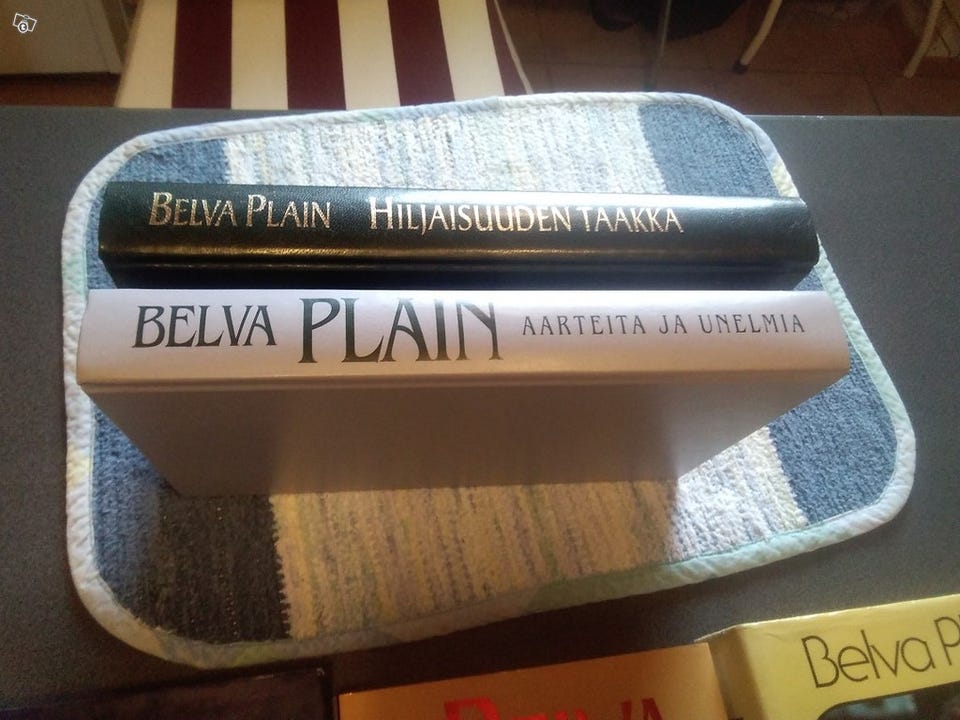 BELVA PLAIN HILJAISUUDEN TAAKKA
BELVA PLAIN AARTEITA JA UNELMIA
Belva